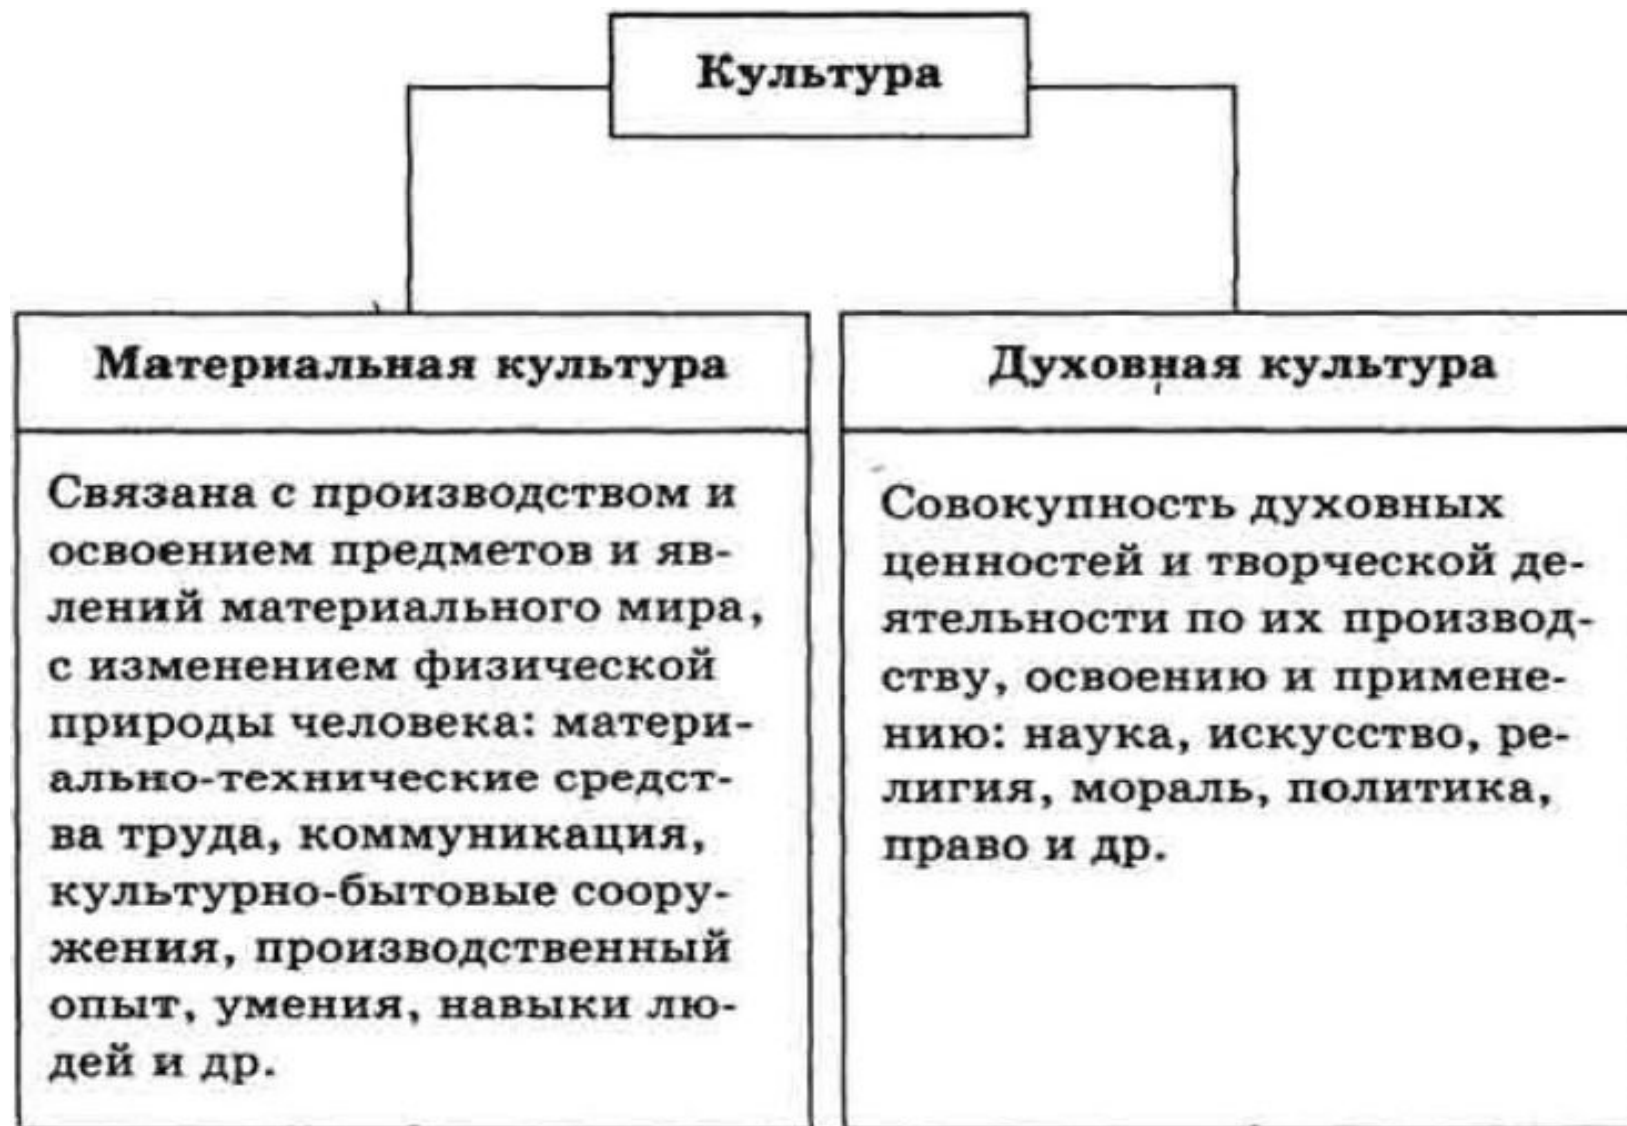 Культура
Материальная культура
Связана с производством и
освоением предметов и яв-
лений материального мира,
с изменением физической
природы человека: матери-
ально-технические средст-
ва труда, коммуникация,
культурно-бытовые соору-
жения, производственный
опыт, умения, навыки лю-
дей и др.
Духовная культура
Совокупность духовных
ценностей и творческой де-
ятельности по их производ-
ству, освоению и примене-
нию: наука, искусство, ре-
лигия, мораль, политика,
право и др.